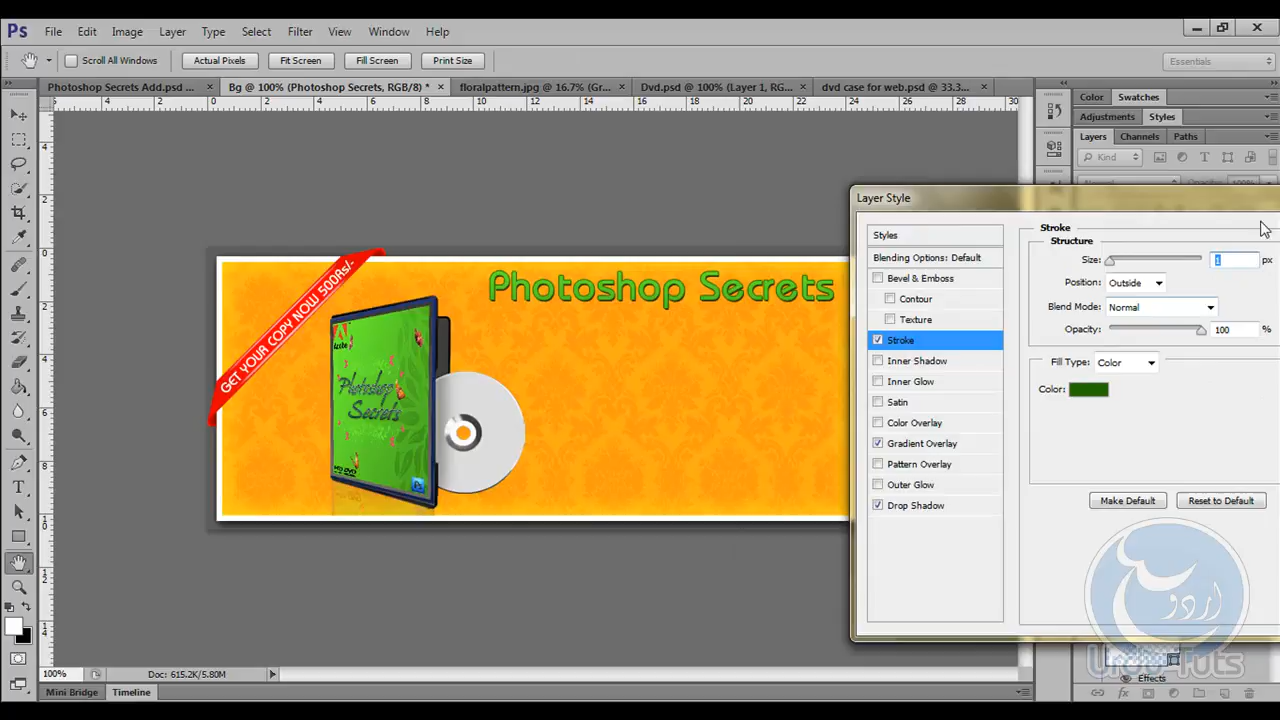 Ps File Edit Image Layer Type Select Filter View Window Help
Scroll All Windows Actual Pixels Fit Screen Fill Screen Print Size Essentials
Photoshop Secrets Add.psd ... × Bg @ 100% (Photoshop Secrets, RGB/8) * × floralpattern.jpg @ 16.7% (Gr... × Dvd.psd @ 100% (Layer 1, RG... × dvd case for web.psd @ 33.3... ×
Color Swatches
Adjustments Styles
Layers Channels Paths
Kind
Layer Style
Styles
Blending Options: Default
Bevel & Emboss
Contour
Texture
Stroke
Inner Shadow
Inner Glow
Satin
Color Overlay
Gradient Overlay
Pattern Overlay
Outer Glow
Drop Shadow
Stroke
Structure
Size: 1 px
Position: Outside
Blend Mode: Normal
Opacity: 100 %
Fill Type: Color
Color:
Make Default Reset to Default
GET YOUR COPY NOW 500Rs/-
Photoshop Secrets
Photoshop
Secrets
اردو
Urdu Tuts
Effects
100% Doc: 615.2K/5.80M
Mini Bridge Timeline